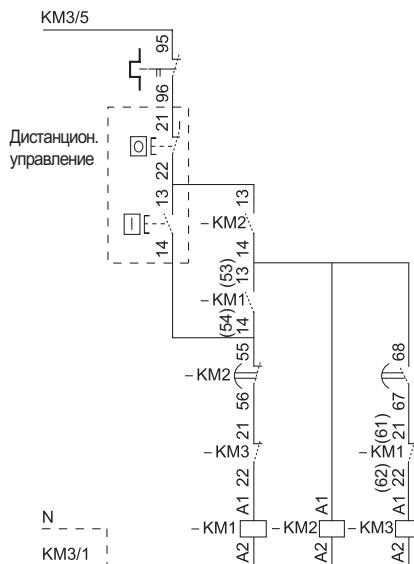 KM3/5
95
96
21
Дистанцион.
управление
O
22
13
13
I
– KM2
14
14
(53)
13
– KM1
(54)
14
55
68
– KM2
56
67
21
(61)
21
– KM3
– KM1
22
(62)
22
A1
A1
A1
N
– KM1
– KM2
– KM3
KM3/1
A2
A2
A2